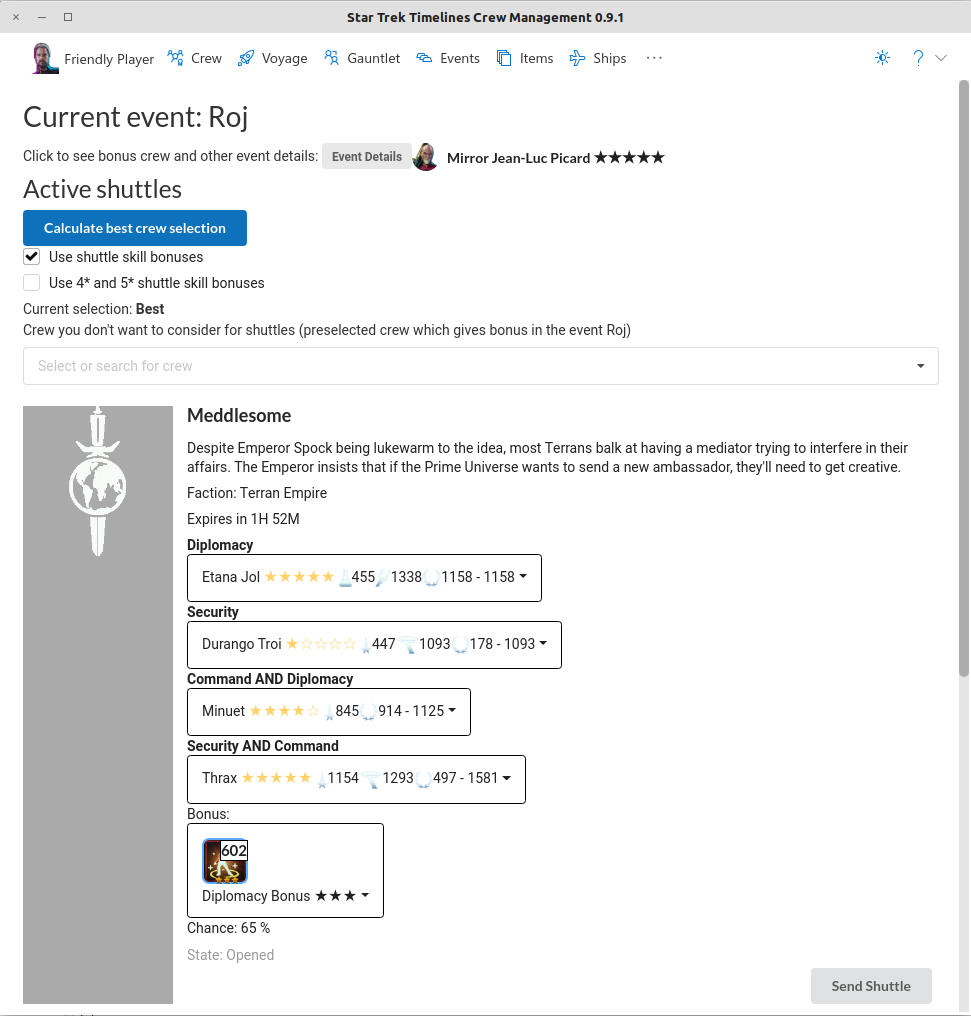 Star Trek Timelines Crew Management 0.9.1
Friendly Player Crew Voyage Gauntlet Events Items Ships ··· ?
Current event: Roj
Click to see bonus crew and other event details: Event Details Mirror Jean-Luc Picard ★★★★★
Active shuttles
Calculate best crew selection
Use shuttle skill bonuses
Use 4* and 5* shuttle skill bonuses
Current selection: Best
Crew you don't want to consider for shuttles (preselected crew which gives bonus in the event Roj)
Select or search for crew
Meddlesome
Despite Emperor Spock being lukewarm to the idea, most Terrans balk at having a mediator trying to interfere in their
affairs. The Emperor insists that if the Prime Universe wants to send a new ambassador, they'll need to get creative.
Faction: Terran Empire
Expires in 1H 52M
Diplomacy
Etana Jol ★★★★★ 455 1338 1158 - 1158
Security
Durango Troi ★☆☆☆☆ 447 1093 178 - 1093
Command AND Diplomacy
Minuet ★★★★☆ 845 914 - 1125
Security AND Command
Thrax ★★★★★ 1154 1293 497 - 1581
Bonus:
602
Diplomacy Bonus ★★★
Chance: 65 %
State: Opened
Send Shuttle